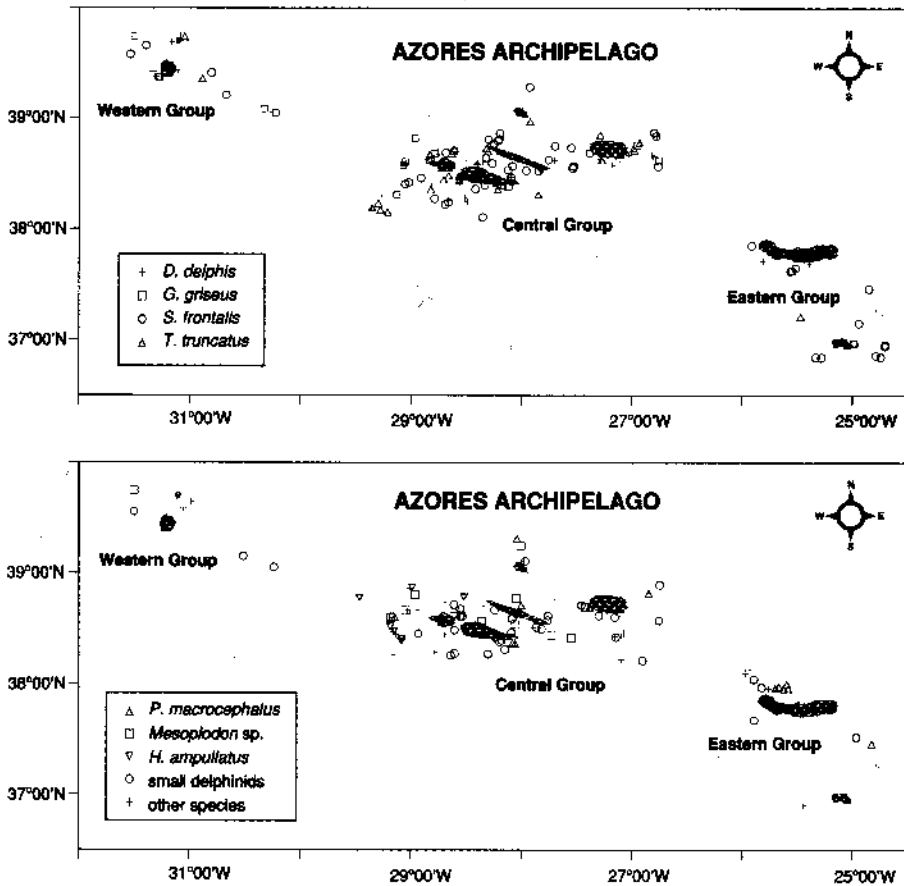 AZORES ARCHIPELAGO
N
W E
S
39°00'N
Western Group
38°00'N
Central Group
D. delphis
G. griseus
S. frontalis
T. truncatus
Eastern Group
37°00'N
31°00'W 29°00'W 27°00'W 25°00'W
AZORES ARCHIPELAGO
N
W E
S
39°00'N
Western Group
38°00'N
Central Group
P. macrocephalus
Mesoplodon sp.
H. ampullatus
small delphinids
other species
Eastern Group
37°00'N
31°00'W 29°00'W 27°00'W 25°00'W